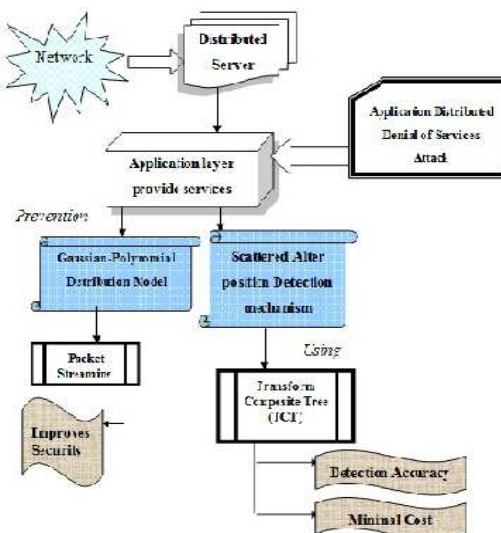 Network
Distributed
Server
Application Distributed
Denial of Services
Attack
Application layer
provide services
Prevention
Gaussian-Polynomial
Distribution Model
Scattered Alter
position Detection
mechanism
Using
Packet
Streaming
Transform
Composite Tree
(TCT)
Improves
Security
Detection Accuracy
Minimal Cost